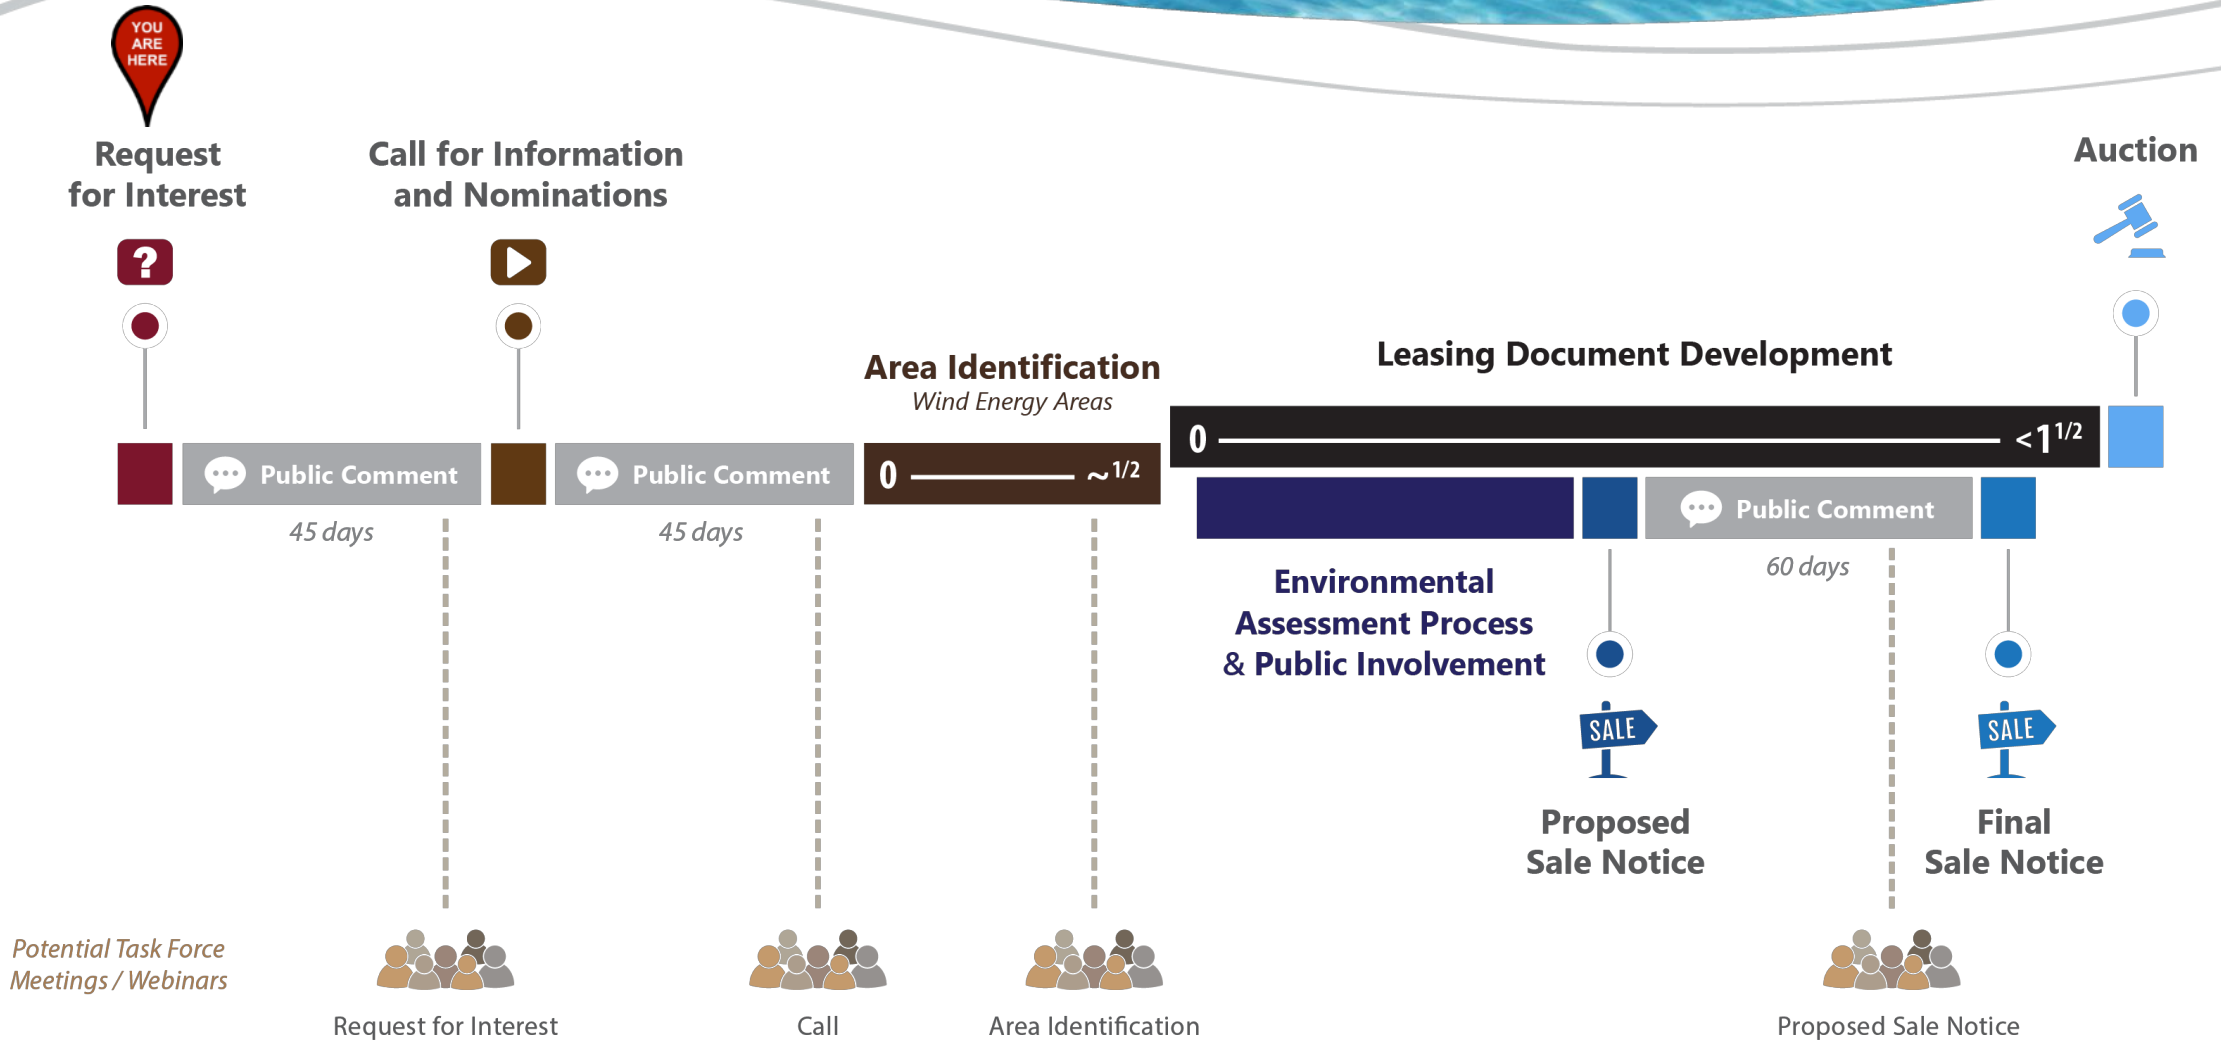 YOU
ARE
HERE
Request
for Interest
Call for Information
and Nominations
Auction
?
Area Identification
Wind Energy Areas
Leasing Document Development
Public Comment
Public Comment
0 ~1/2
0 <1 1/2
45 days
45 days
Public Comment
60 days
Environmental
Assessment Process
& Public Involvement
SALE
SALE
Proposed
Sale Notice
Final
Sale Notice
Potential Task Force
Meetings / Webinars
Request for Interest
Call
Area Identification
Proposed Sale Notice